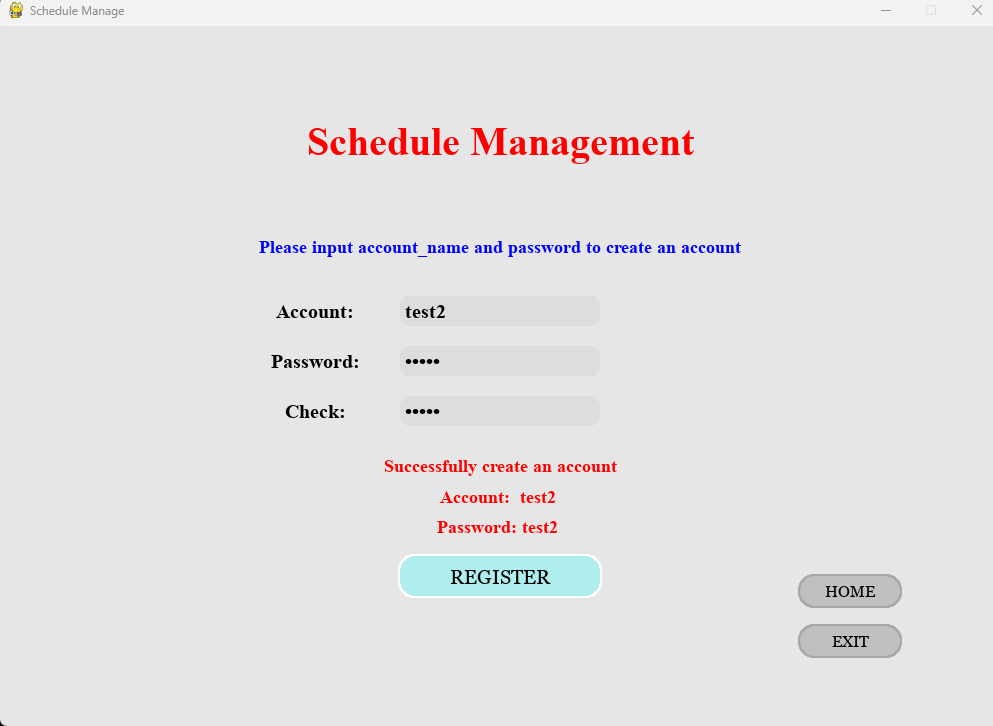 Schedule Manage
Schedule Management
Please input account_name and password to create an account
Account: test2
Password: •••••
Check: •••••
Successfully create an account
Account: test2
Password: test2
REGISTER
HOME
EXIT